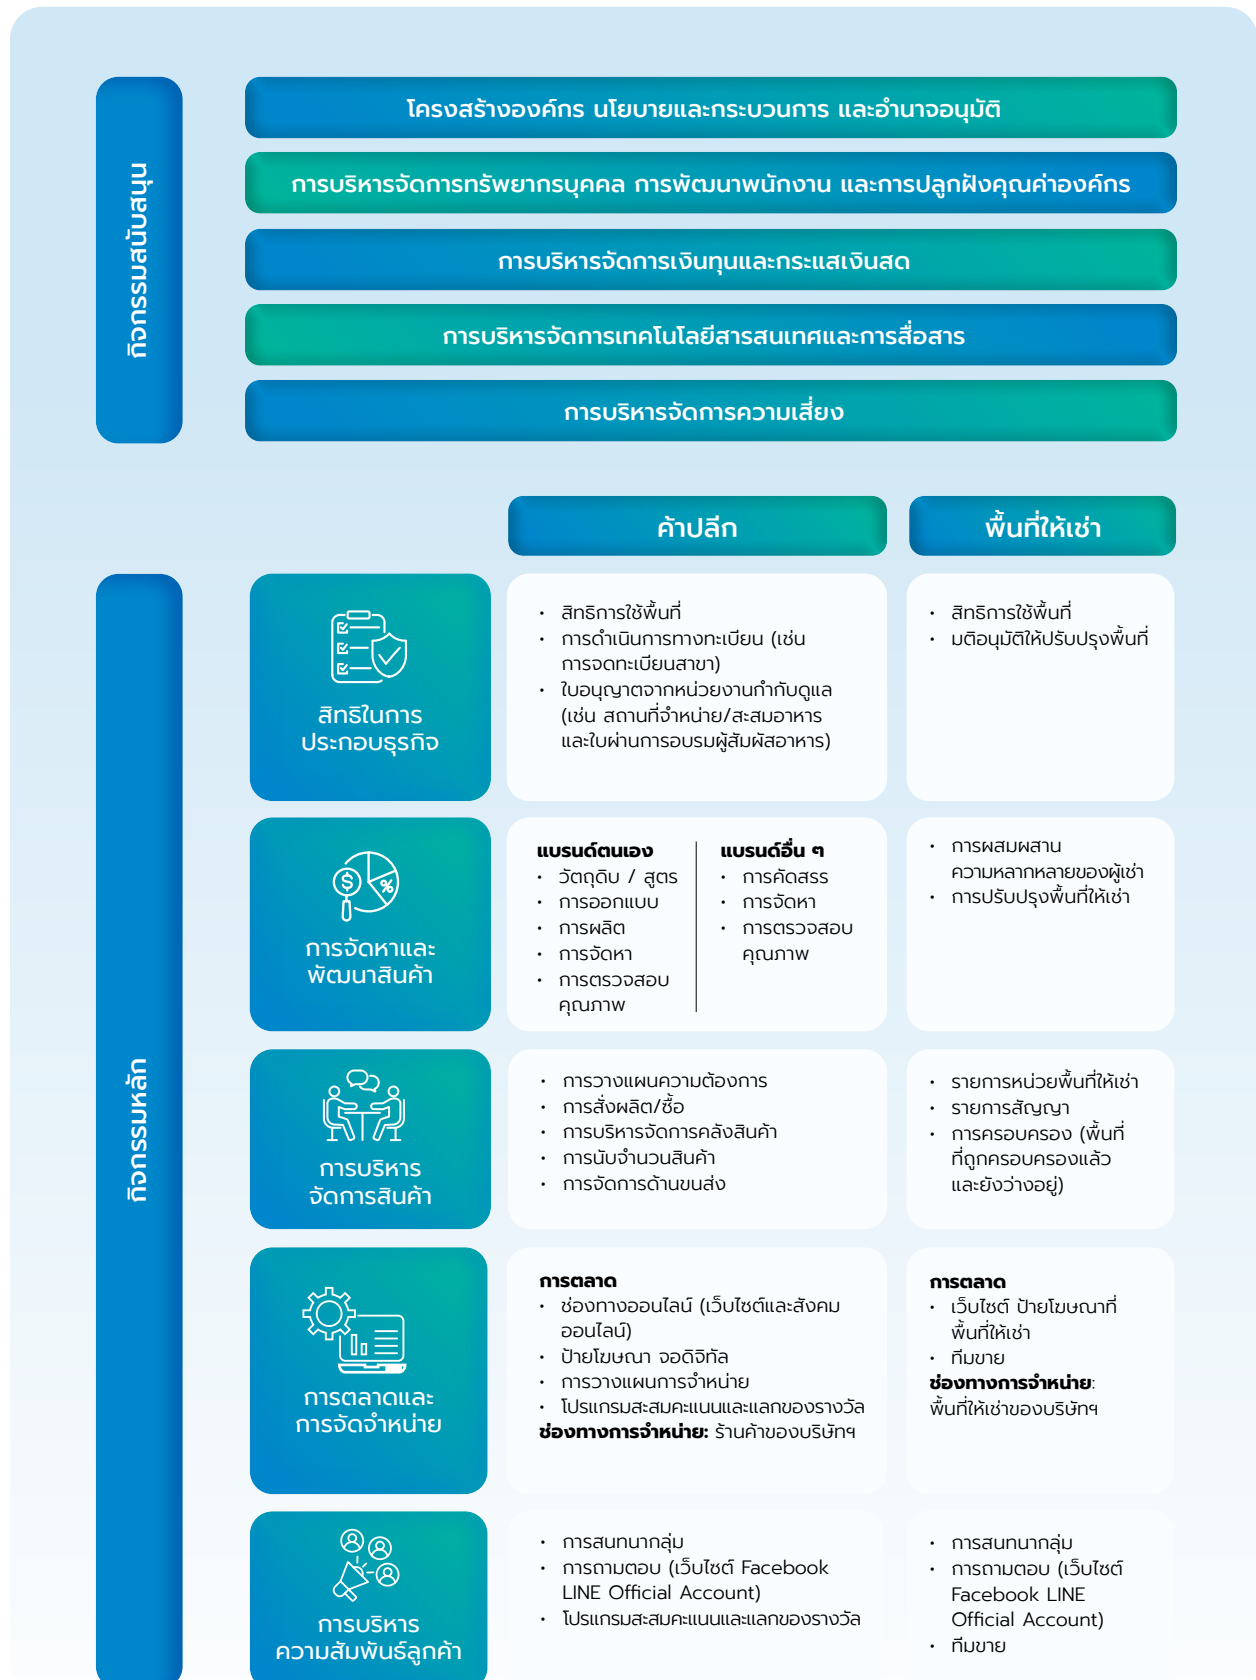 กิจกรรมสนับสนุน
โครงสร้างองค์กร นโยบายและกระบวนการ และอำนาจอนุมัติ
การบริหารจัดการทรัพยากรบุคคล การพัฒนาพนักงาน และการปลูกฝังคุณค่าองค์กร
การบริหารจัดการเงินทุนและกระแสเงินสด
การบริหารจัดการเทคโนโลยีสารสนเทศและการสื่อสาร
การบริหารจัดการความเสี่ยง
ค้าปลีก
พื้นที่ให้เช่า
กิจกรรมหลัก
สิทธิในการ
ประกอบธุรกิจ
• สิทธิการใช้พื้นที่
• การดำเนินการทางทะเบียน (เช่น
การจดทะเบียนสาขา)
• ใบอนุญาตจากหน่วยงานกำกับดูแล
(เช่น สถานที่จำหน่าย/สะสมอาหาร
และใบผ่านการอบรมผู้สัมผัสอาหาร)
• สิทธิการใช้พื้นที่
• มติอนุมัติให้ปรับปรุงพื้นที่
การจัดหาและ
พัฒนาสินค้า
แบรนด์ตนเอง
• วัตถุดิบ / สูตร
• การออกแบบ
• การผลิต
• การจัดหา
• การตรวจสอบ
คุณภาพ
แบรนด์อื่น ๆ
• การคัดสรร
• การจัดหา
• การตรวจสอบ
คุณภาพ
• การผสมผสาน
ความหลากหลายของผู้เช่า
• การปรับปรุงพื้นที่ให้เช่า
การบริหาร
จัดการสินค้า
• การวางแผนความต้องการ
• การสั่งผลิต/ซื้อ
• การบริหารจัดการคลังสินค้า
• การนับจำนวนสินค้า
• การจัดการด้านขนส่ง
• รายการหน่วยพื้นที่ให้เช่า
• รายการสัญญา
• การครอบครอง (พื้นที่
ที่ถูกครอบครองแล้ว
และยังว่างอยู่)
การตลาดและ
การจัดจำหน่าย
การตลาด
• ช่องทางออนไลน์ (เว็บไซต์และสังคม
ออนไลน์)
• ป้ายโฆษณา จอดิจิทัล
• การวางแผนการจำหน่าย
• โปรแกรมสะสมคะแนนและแลกของรางวัล
ช่องทางการจำหน่าย: ร้านค้าของบริษัทฯ
การตลาด
• เว็บไซต์ ป้ายโฆษณาที่
พื้นที่ให้เช่า
• ทีมขาย
ช่องทางการจำหน่าย:
พื้นที่ให้เช่าของบริษัทฯ
การบริหาร
ความสัมพันธ์ลูกค้า
• การสนทนากลุ่ม
• การถามตอบ (เว็บไซต์ Facebook
LINE Official Account)
• โปรแกรมสะสมคะแนนและแลกของรางวัล
• การสนทนากลุ่ม
• การถามตอบ (เว็บไซต์
Facebook LINE
Official Account)
• ทีมขาย